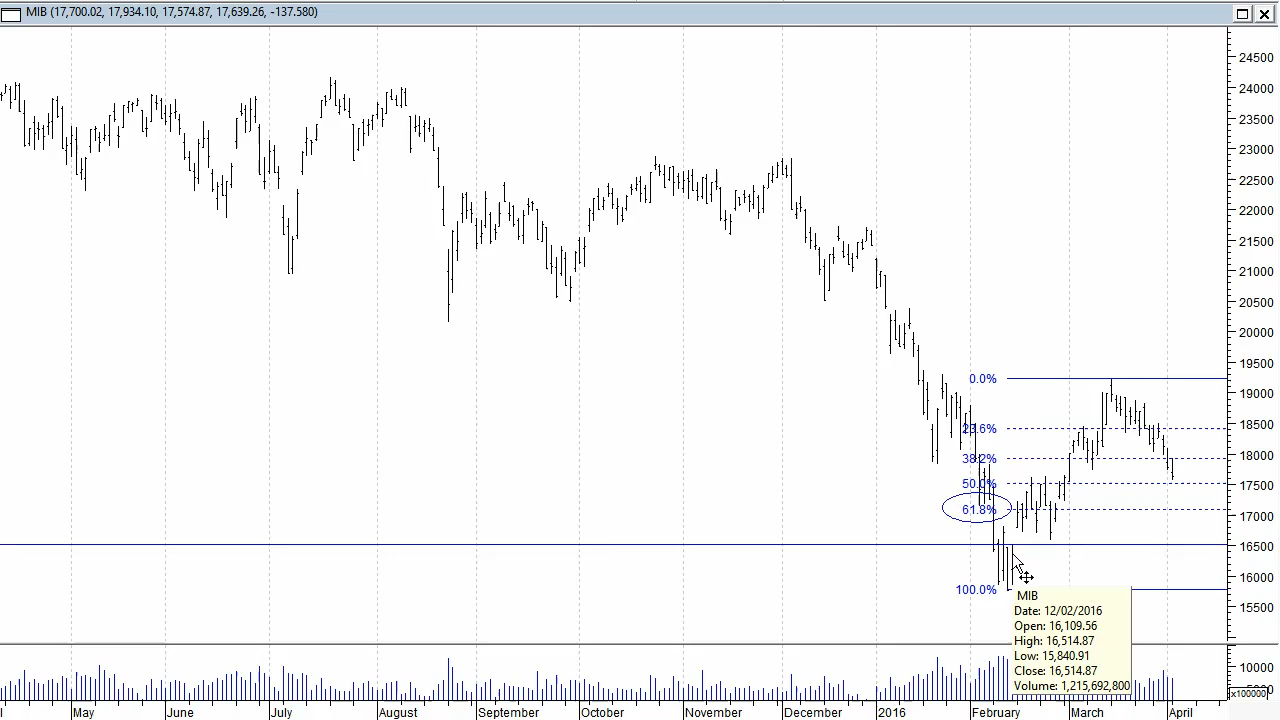 MIB (17,700.02, 17,934.10, 17,574.87, 17,639.26, -137.580)
24500
24000
23500
23000
22500
22000
21500
21000
20500
20000
19500
19000
18500
18000
17500
17000
16500
16000
15500
0.0%
23.6%
38.2%
50.0%
61.8%
100.0%
MIB
Date: 12/02/2016
Open: 16,109.56
High: 16,514.87
Low: 15,840.91
Close: 16,514.87
Volume: 1,215,692,800
10000
x100000
May June July August September October November December 2016 February March April